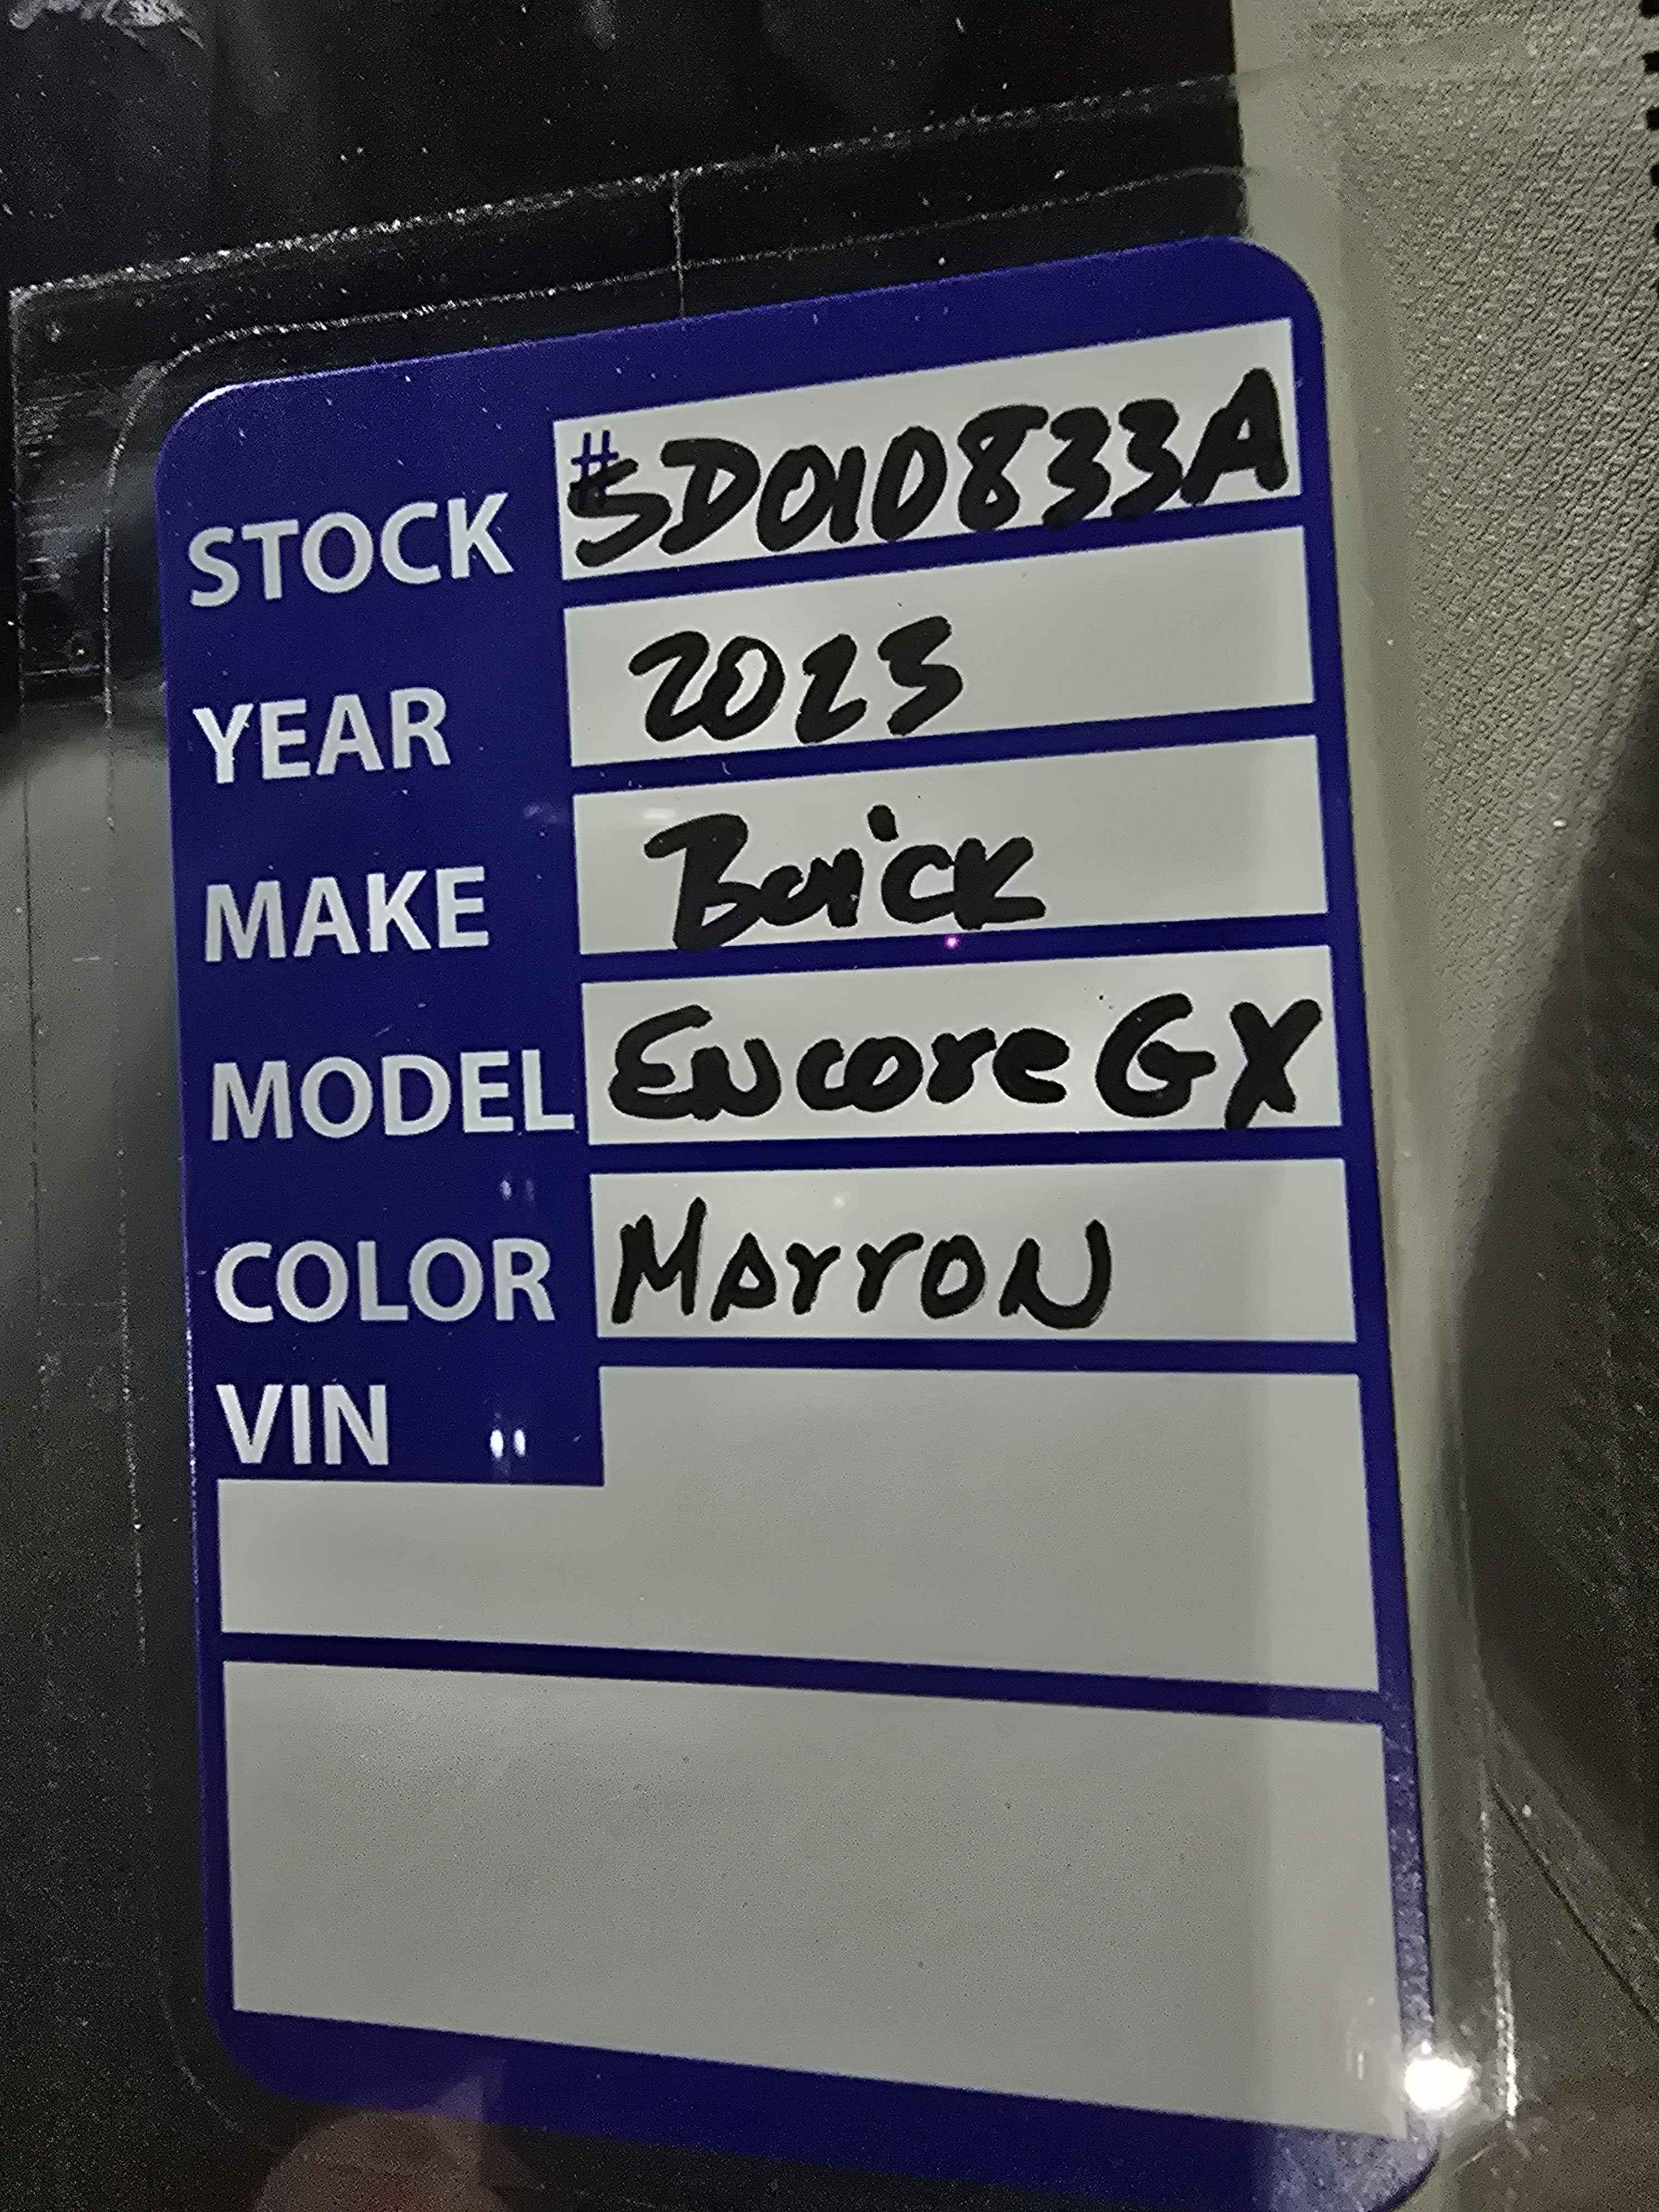 STOCK #SD010833A
YEAR 2023
MAKE Buick
MODEL Encore GX
COLOR Marron
VIN